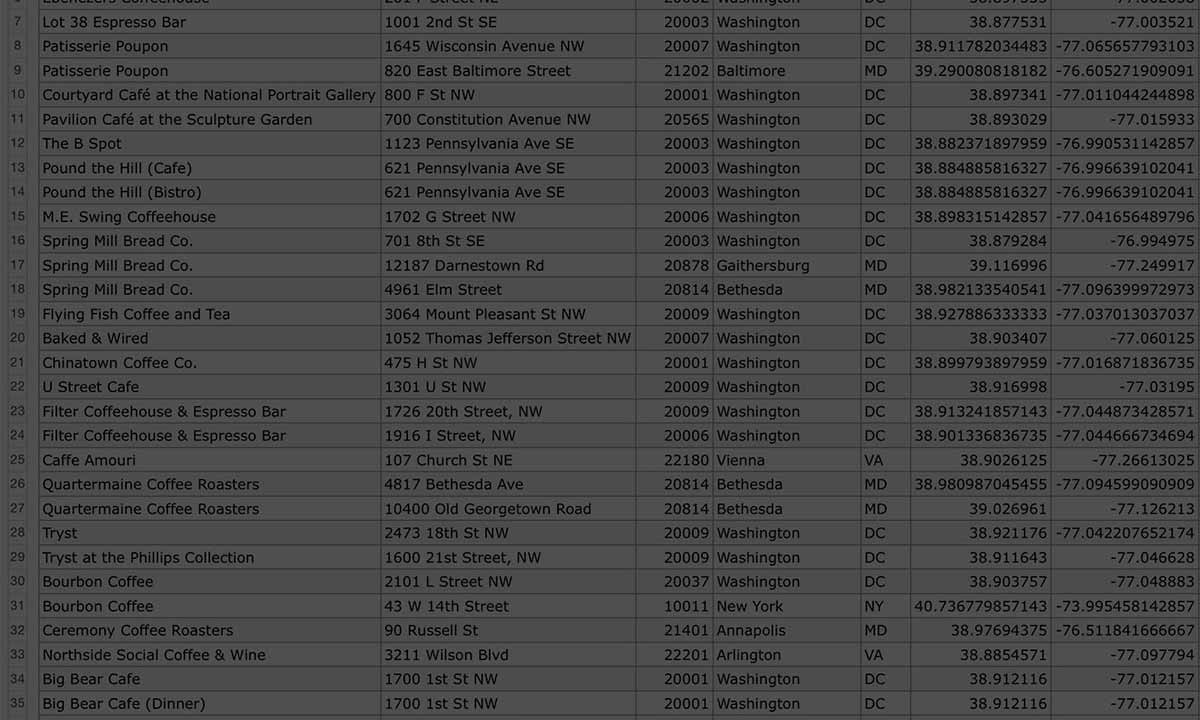 7 Lot 38 Espresso Bar 1001 2nd St SE 20003 Washington DC 38.877531 -77.003521
8 Patisserie Poupon 1645 Wisconsin Avenue NW 20007 Washington DC 38.911782034483 -77.065657793103
9 Patisserie Poupon 820 East Baltimore Street 21202 Baltimore MD 39.290080818182 -76.605271909091
10 Courtyard Café at the National Portrait Gallery 800 F St NW 20001 Washington DC 38.897341 -77.011044244898
11 Pavilion Café at the Sculpture Garden 700 Constitution Avenue NW 20565 Washington DC 38.893029 -77.015933
12 The B Spot 1123 Pennsylvania Ave SE 20003 Washington DC 38.882371897959 -76.990531142857
13 Pound the Hill (Cafe) 621 Pennsylvania Ave SE 20003 Washington DC 38.884885816327 -76.996639102041
14 Pound the Hill (Bistro) 621 Pennsylvania Ave SE 20003 Washington DC 38.884885816327 -76.996639102041
15 M.E. Swing Coffeehouse 1702 G Street NW 20006 Washington DC 38.898315142857 -77.041656489796
16 Spring Mill Bread Co. 701 8th St SE 20003 Washington DC 38.879284 -76.994975
17 Spring Mill Bread Co. 12187 Darnestown Rd 20878 Gaithersburg MD 39.116996 -77.249917
18 Spring Mill Bread Co. 4961 Elm Street 20814 Bethesda MD 38.982133540541 -77.096399972973
19 Flying Fish Coffee and Tea 3064 Mount Pleasant St NW 20009 Washington DC 38.927886333333 -77.037013037037
20 Baked & Wired 1052 Thomas Jefferson Street NW 20007 Washington DC 38.903407 -77.060125
21 Chinatown Coffee Co. 475 H St NW 20001 Washington DC 38.899793897959 -77.016871836735
22 U Street Cafe 1301 U St NW 20009 Washington DC 38.916998 -77.03195
23 Filter Coffeehouse & Espresso Bar 1726 20th Street, NW 20009 Washington DC 38.913241857143 -77.044873428571
24 Filter Coffeehouse & Espresso Bar 1916 I Street, NW 20006 Washington DC 38.901336836735 -77.044666734694
25 Caffe Amouri 107 Church St NE 22180 Vienna VA 38.9026125 -77.26613025
26 Quartermaine Coffee Roasters 4817 Bethesda Ave 20814 Bethesda MD 38.980987045455 -77.094599090909
27 Quartermaine Coffee Roasters 10400 Old Georgetown Road 20814 Bethesda MD 39.026961 -77.126213
28 Tryst 2473 18th St NW 20009 Washington DC 38.921176 -77.042207652174
29 Tryst at the Phillips Collection 1600 21st Street, NW 20009 Washington DC 38.911643 -77.046628
30 Bourbon Coffee 2101 L Street NW 20037 Washington DC 38.903757 -77.048883
31 Bourbon Coffee 43 W 14th Street 10011 New York NY 40.736779857143 -73.995458142857
32 Ceremony Coffee Roasters 90 Russell St 21401 Annapolis MD 38.97694375 -76.511841666667
33 Northside Social Coffee & Wine 3211 Wilson Blvd 22201 Arlington VA 38.8854571 -77.097794
34 Big Bear Cafe 1700 1st St NW 20001 Washington DC 38.912116 -77.012157
35 Big Bear Cafe (Dinner) 1700 1st St NW 20001 Washington DC 38.912116 -77.012157